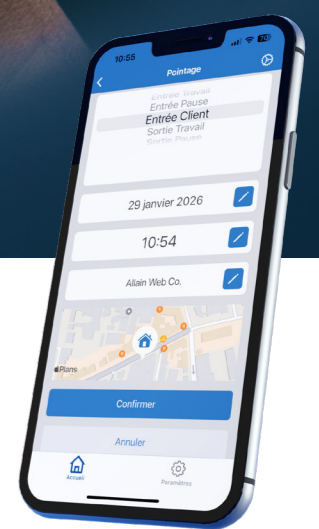 10:55
70
Pointage
Entrée Travail
Entrée Pause
Entrée Client
Sortie Travail
Sortie Pause
29 janvier 2026
10:54
Allain Web Co.
Plans
Confirmer
Annuler
Accueil
Paramètres